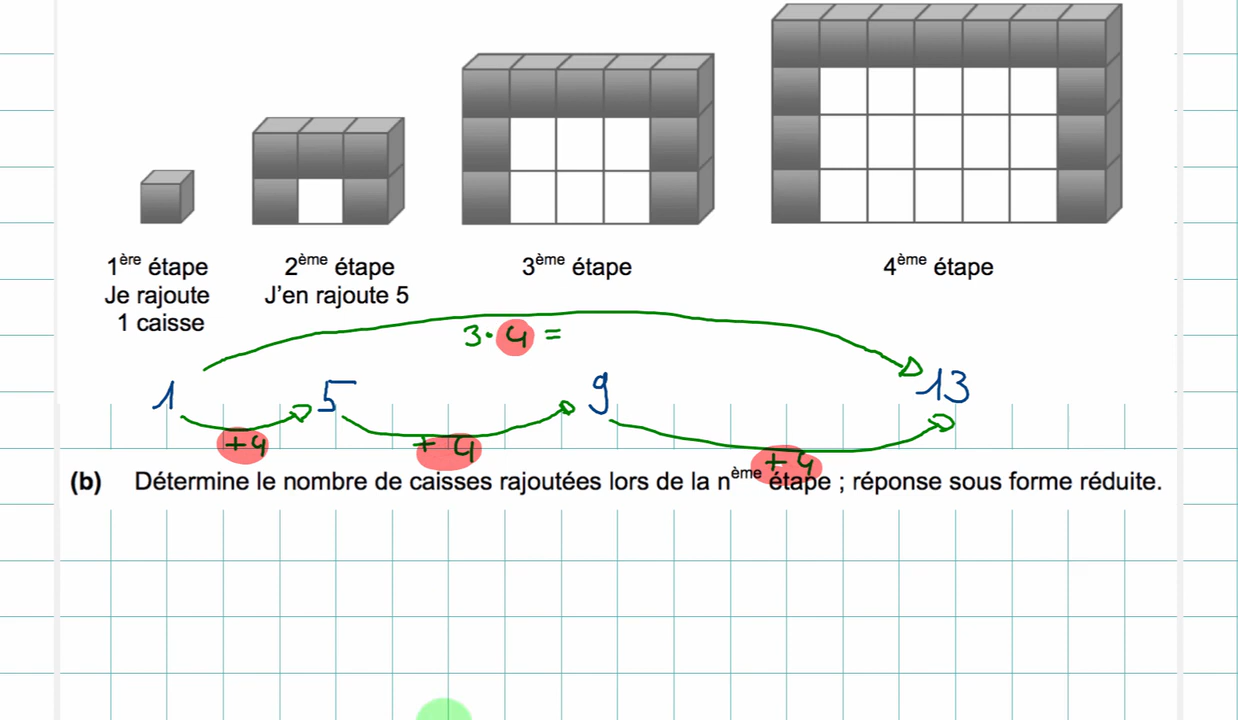 1ère étape
Je rajoute
1 caisse
2ème étape
J'en rajoute 5
3ème étape
4ème étape
3·4 =
1 5 9 13
+4 +4 +4
(b) Détermine le nombre de caisses rajoutées lors de la nème étape ; réponse sous forme réduite.